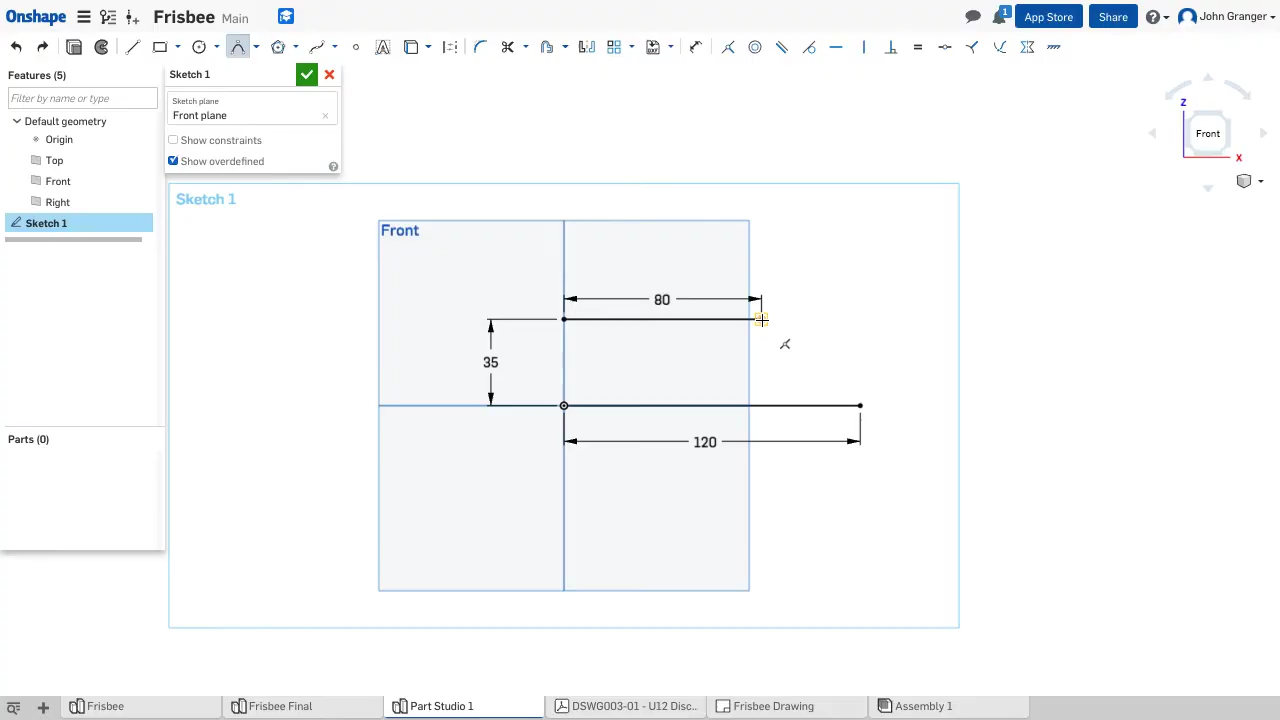 Onshape Frisbee Main 1 App Store Share John Granger
Features (5)
Filter by name or type
Default geometry
Origin
Top
Front
Right
Sketch 1
Parts (0)
Sketch 1
Sketch plane
Front plane
Show constraints
Show overdefined
Sketch 1
Front
80
35
120
Z
Front
X
Frisbee
Frisbee Final
Part Studio 1
DSWG003-01 - U12 Disc...
Frisbee Drawing
Assembly 1